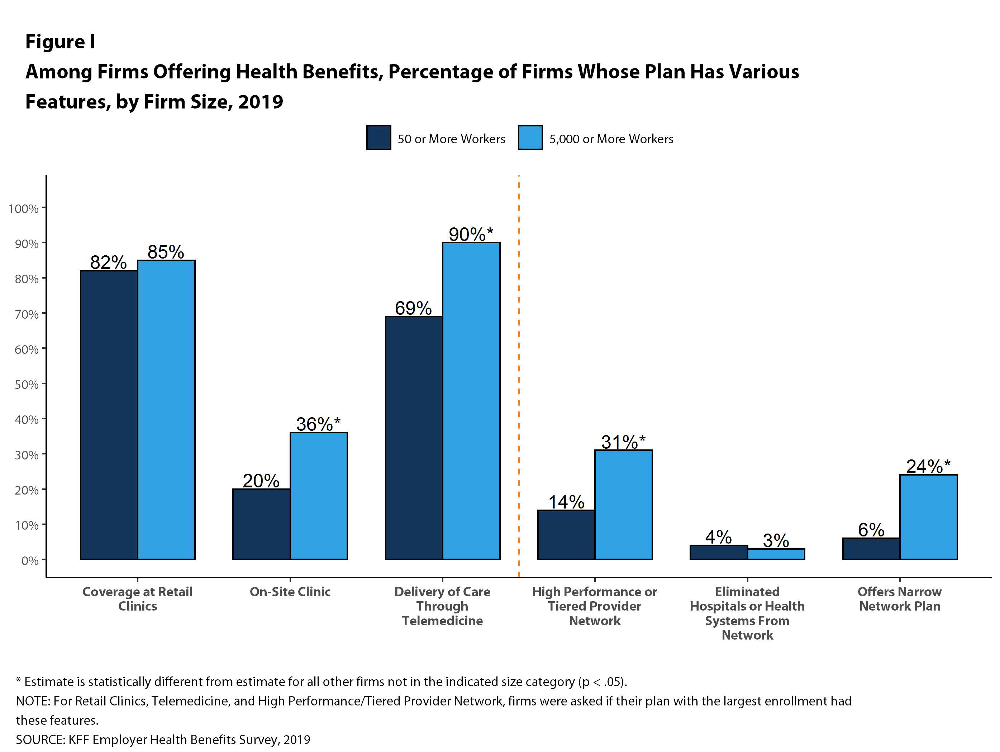 Figure I
Among Firms Offering Health Benefits, Percentage of Firms Whose Plan Has Various
Features, by Firm Size, 2019
50 or More Workers
5,000 or More Workers
100%
90%
80%
70%
60%
50%
40%
30%
20%
10%
0%
82%
85%
20%
36%*
69%
90%*
14%
31%*
4%
3%
6%
24%*
Coverage at Retail
Clinics
On-Site Clinic
Delivery of Care
Through
Telemedicine
High Performance or
Tiered Provider
Network
Eliminated
Hospitals or Health
Systems From
Network
Offers Narrow
Network Plan
* Estimate is statistically different from estimate for all other firms not in the indicated size category (p < .05).
NOTE: For Retail Clinics, Telemedicine, and High Performance/Tiered Provider Network, firms were asked if their plan with the largest enrollment had
these features.
SOURCE: KFF Employer Health Benefits Survey, 2019